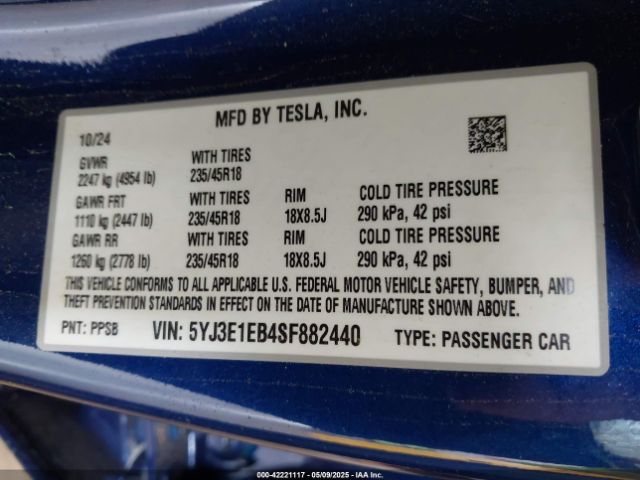 MFD BY TESLA, INC.
10/24
GVWR WITH TIRES
2247 kg (4954 lb) 235/45R18
GAWR FRT WITH TIRES RIM COLD TIRE PRESSURE
1110 kg (2447 lb) 235/45R18 18X8.5J 290 kPa, 42 psi
GAWR RR WITH TIRES RIM COLD TIRE PRESSURE
1260 kg (2778 lb) 235/45R18 18X8.5J 290 kPa, 42 psi
THIS VEHICLE CONFORMS TO ALL APPLICABLE U.S. FEDERAL MOTOR VEHICLE SAFETY, BUMPER, AND
THEFT PREVENTION STANDARDS IN EFFECT ON THE DATE OF MANUFACTURE SHOWN ABOVE.
PNT: PPSB VIN: 5YJ3E1EB4SF882440 TYPE: PASSENGER CAR
000-42221117 - 05/09/2025 - IAA Inc.